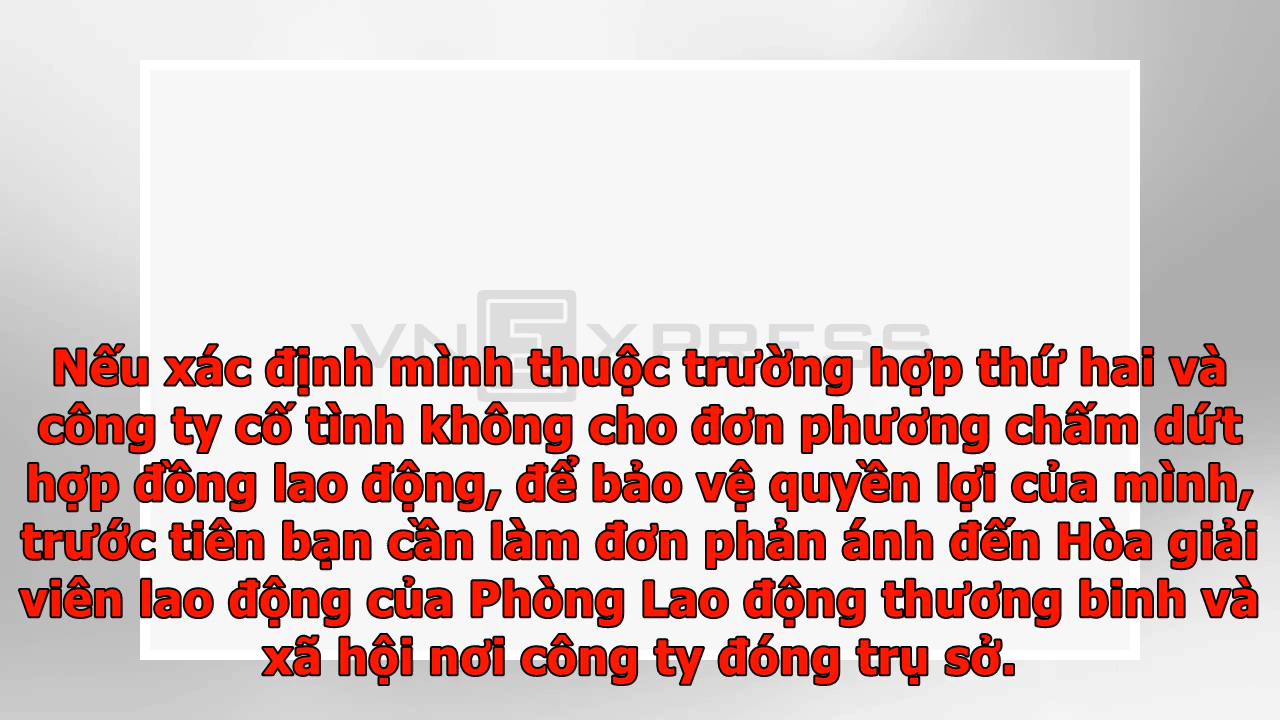 VNEXPRESS
Nếu xác định mình thuộc trường hợp thứ hai và
công ty cố tình không cho đơn phương chấm dứt
hợp đồng lao động, để bảo vệ quyền lợi của mình,
trước tiên bạn cần làm đơn phản ánh đến Hòa giải
viên lao động của Phòng Lao động thương binh và
xã hội nơi công ty đóng trụ sở.